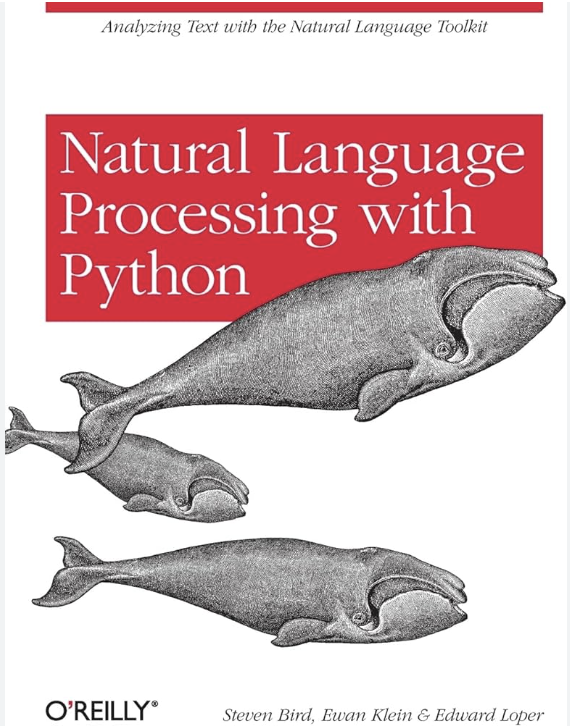 Analyzing Text with the Natural Language Toolkit
Natural Language
Processing with
Python
O'REILLY®
Steven Bird, Ewan Klein & Edward Loper